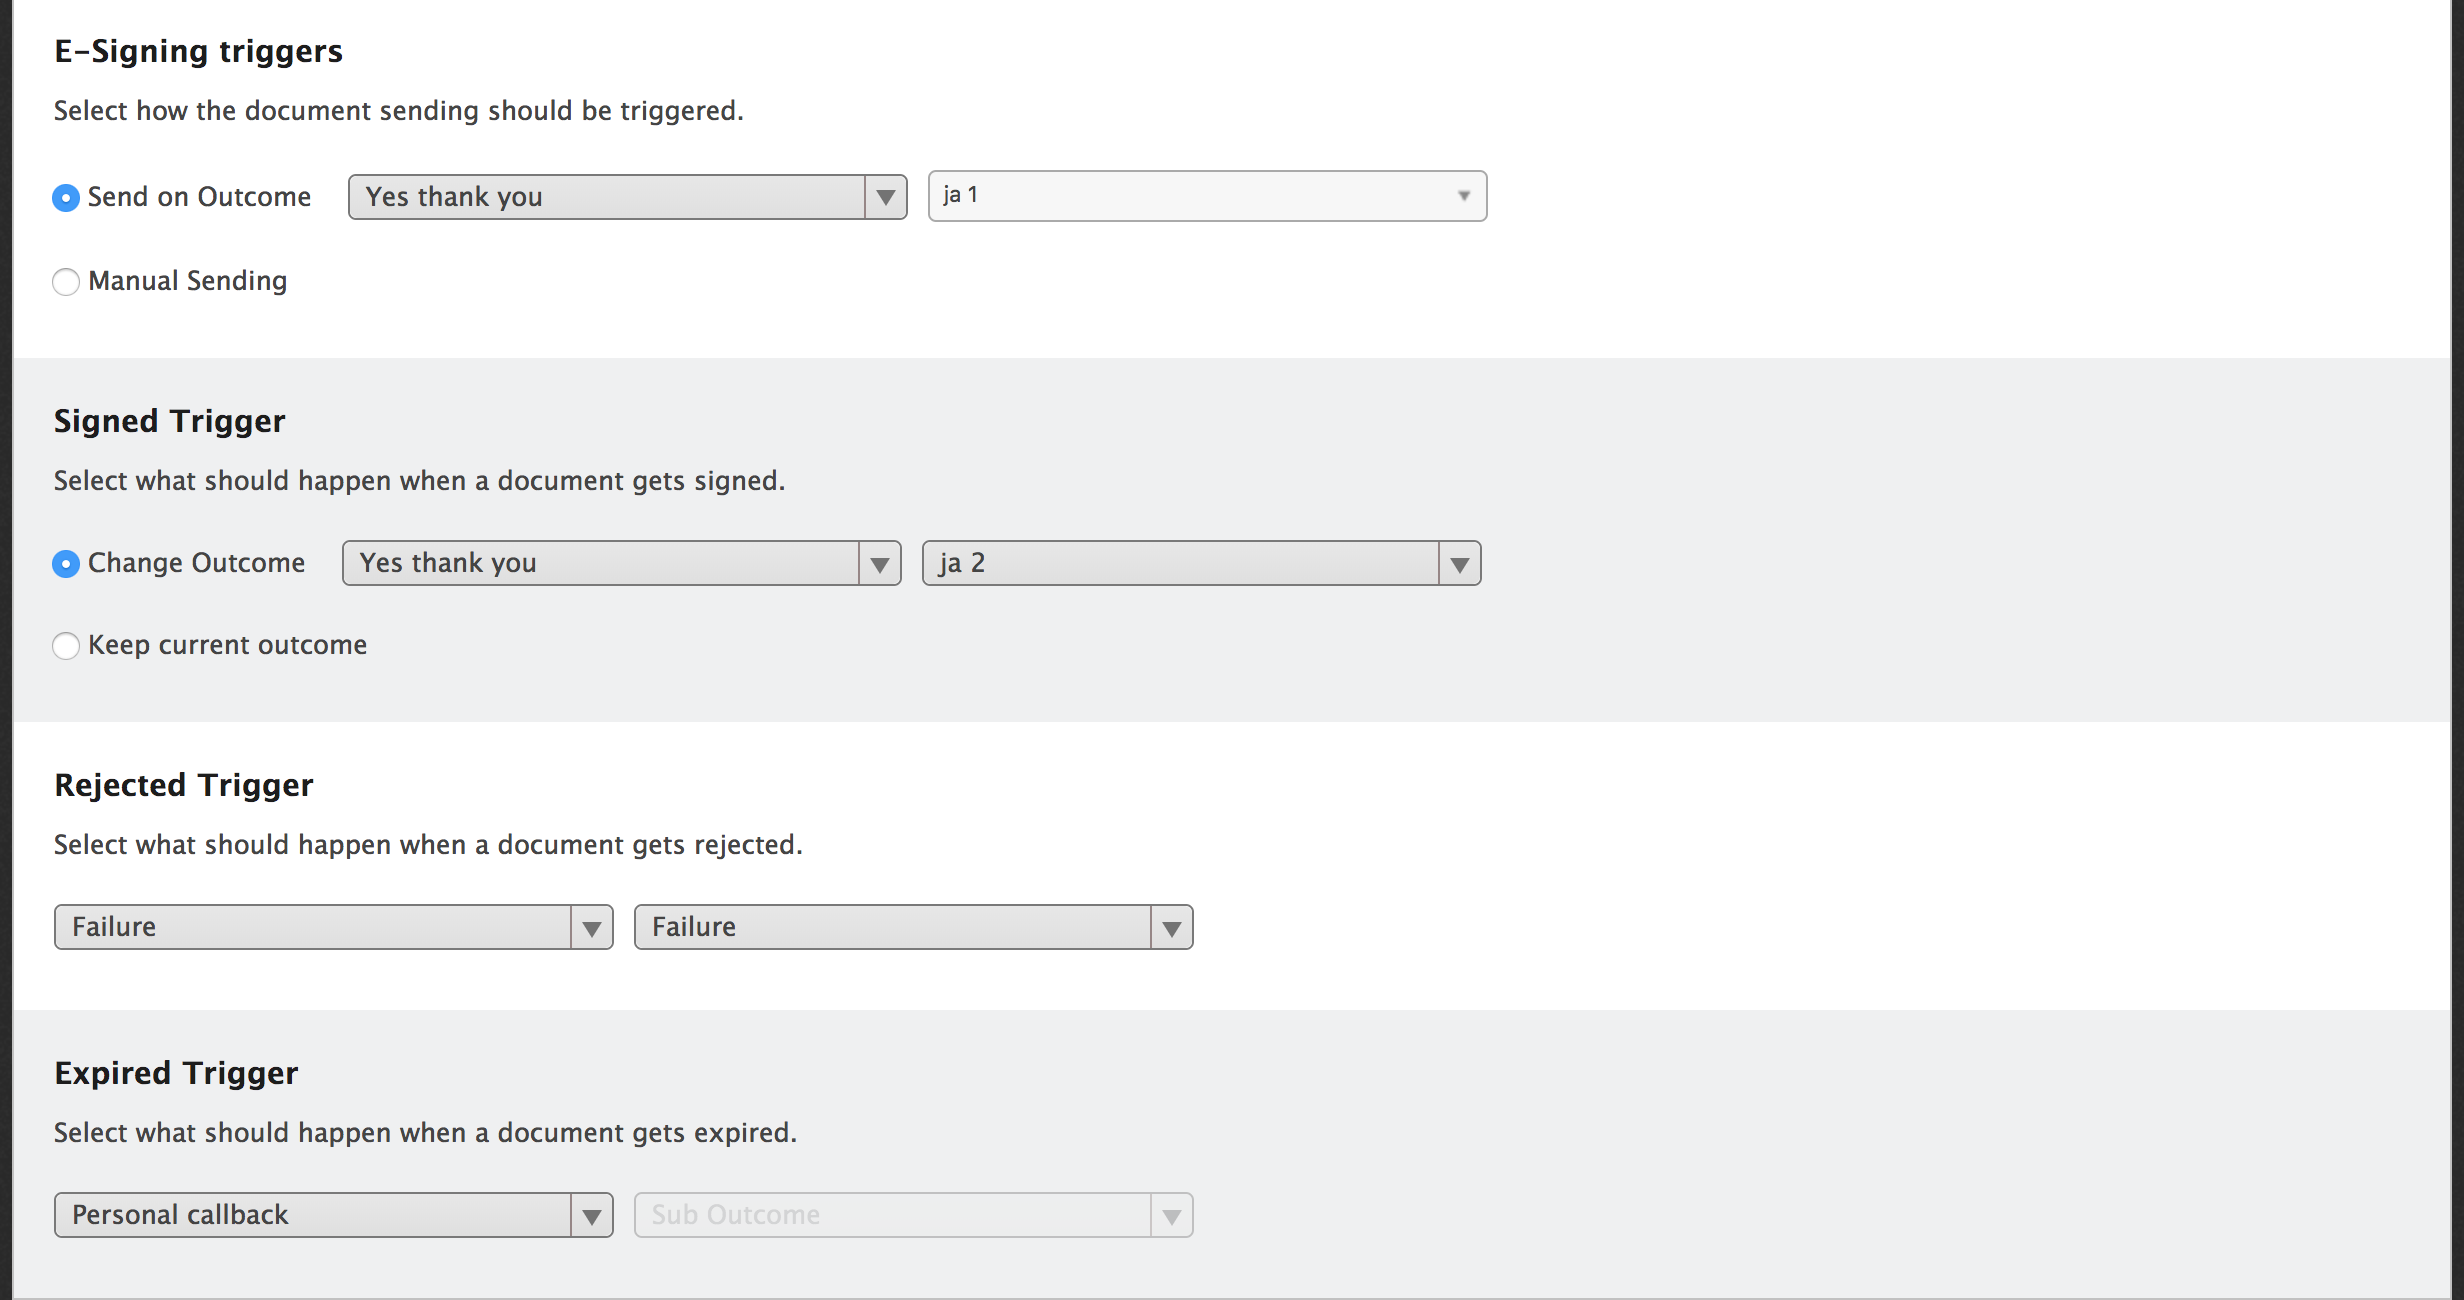 E-Signing triggers
Select how the document sending should be triggered.
Send on Outcome Yes thank you ja 1
Manual Sending
Signed Trigger
Select what should happen when a document gets signed.
Change Outcome Yes thank you ja 2
Keep current outcome
Rejected Trigger
Select what should happen when a document gets rejected.
Failure Failure
Expired Trigger
Select what should happen when a document gets expired.
Personal callback Sub Outcome